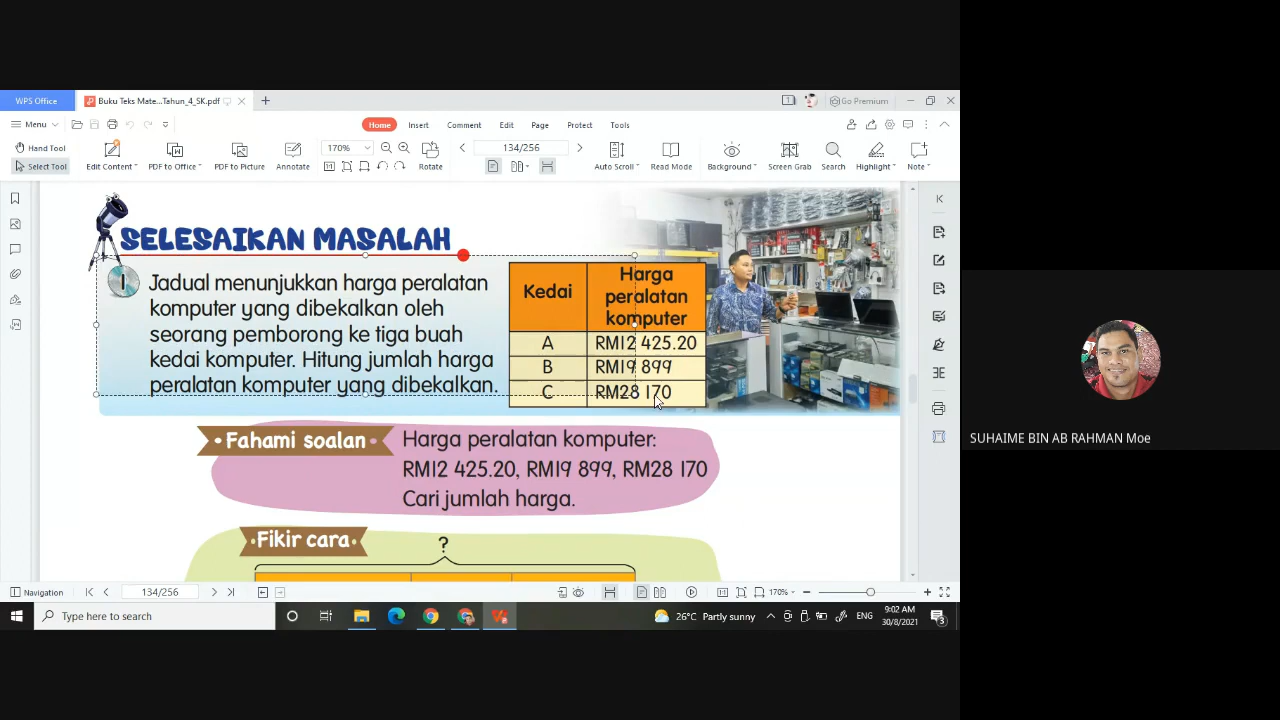 WPS Office
Buku Teks Mate...Tahun_4_SK.pdf
1
Go Premium
Menu
Home Insert Comment Edit Page Protect Tools
Hand Tool
Select Tool
Edit Content
PDF to Office
PDF to Picture
Annotate
170%
Rotate
134/256
Auto Scroll
Read Mode
Background
Screen Grab
Search
Highlight
Note
SELESAIKAN MASALAH
1
Jadual menunjukkan harga peralatan
komputer yang dibekalkan oleh
seorang pemborong ke tiga buah
kedai komputer. Hitung jumlah harga
peralatan komputer yang dibekalkan.
Kedai
Harga
peralatan
komputer
A RM12 425.20
B RM19 899
C RM28 170
Fahami soalan
Harga peralatan komputer:
RM12 425.20, RM19 899, RM28 170
Cari jumlah harga.
Fikir cara
?
Navigation
134/256
170%
Type here to search
26°C Partly sunny
ENG
9:02 AM
30/8/2021
3
SUHAIME BIN AB RAHMAN Moe